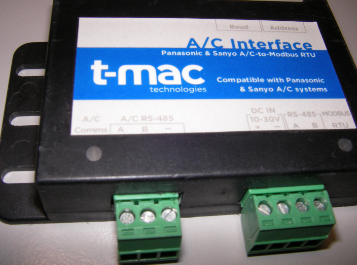 Baud Address
A/C Interface
Panasonic & Sanyo A/C-to-Modbus RTU
t-mac
technologies
Compatible with Panasonic
& Sanyo A/C systems
A/C A/C RS-485 DC IN RS-485 MODBUS
Comms A B - 10-30V A B RTU
+ -